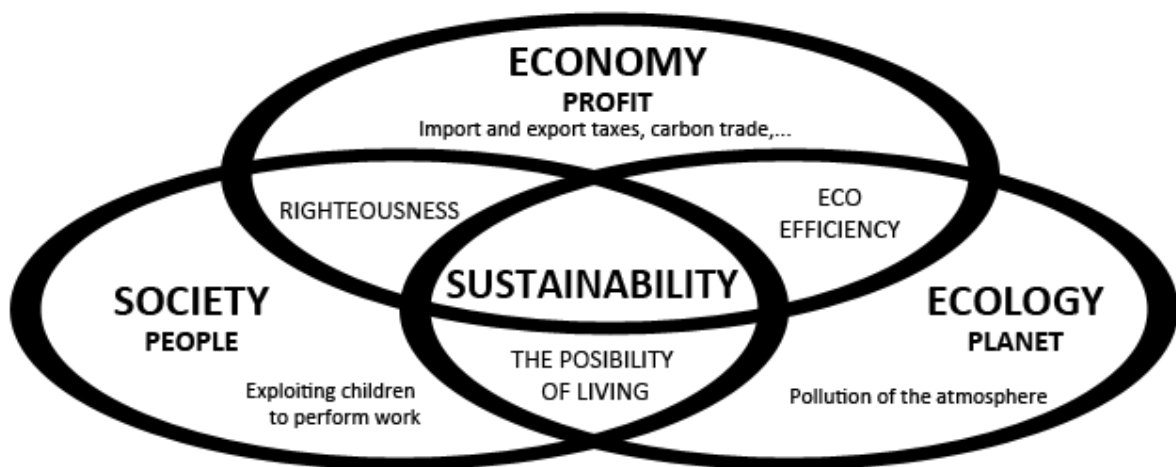 ECONOMY
PROFIT
Import and export taxes, carbon trade,...
RIGHTEOUSNESS
ECO
EFFICIENCY
SUSTAINABILITY
SOCIETY
PEOPLE
ECOLOGY
PLANET
THE POSIBILITY
OF LIVING
Exploiting children
to perform work
Pollution of the atmosphere